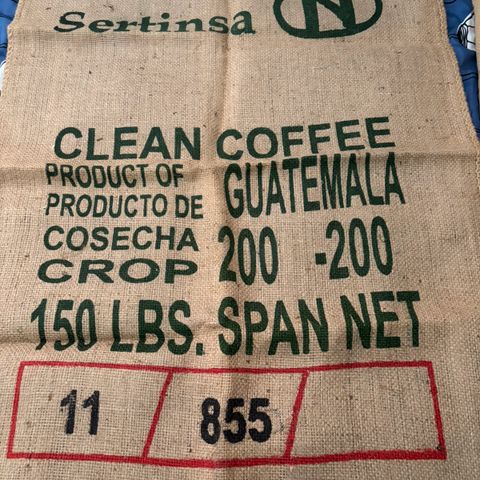 Sertinsa N
CLEAN COFFEE
PRODUCT OF
PRODUCTO DE GUATEMALA
COSECHA
CROP 200 -200
150 LBS. SPAN NET
11 / 855 /